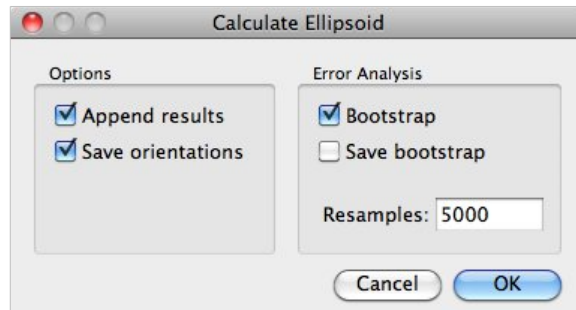 Calculate Ellipsoid
Options
Append results
Save orientations
Error Analysis
Bootstrap
Save bootstrap
Resamples: 5000
Cancel
OK